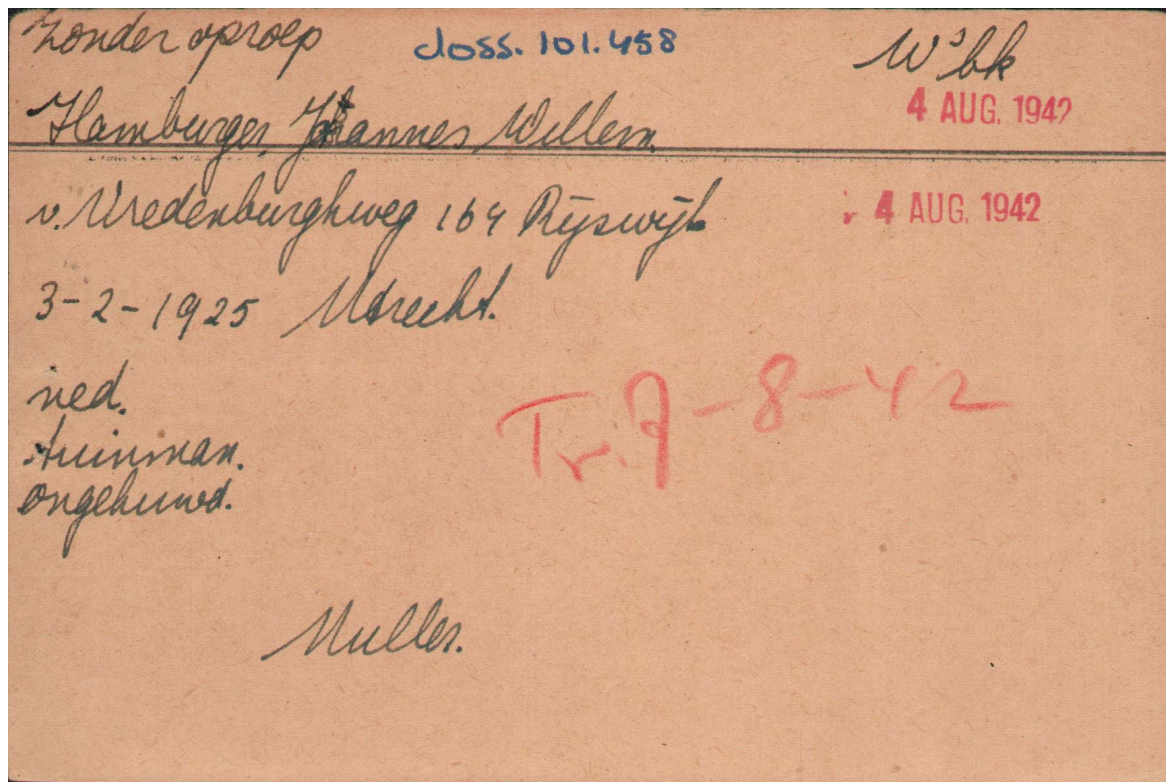 Zonder oproep doss. 101.458 W'bk
4 AUG. 1942
Hamburger, Johannes, Willem.
v. Vredenburghweg 169 Rijswijk 4 AUG. 1942
3-2-1925 Utrecht.
ned. Tr. 7-8-42
tuinman.
ongehuwd.
Muller.